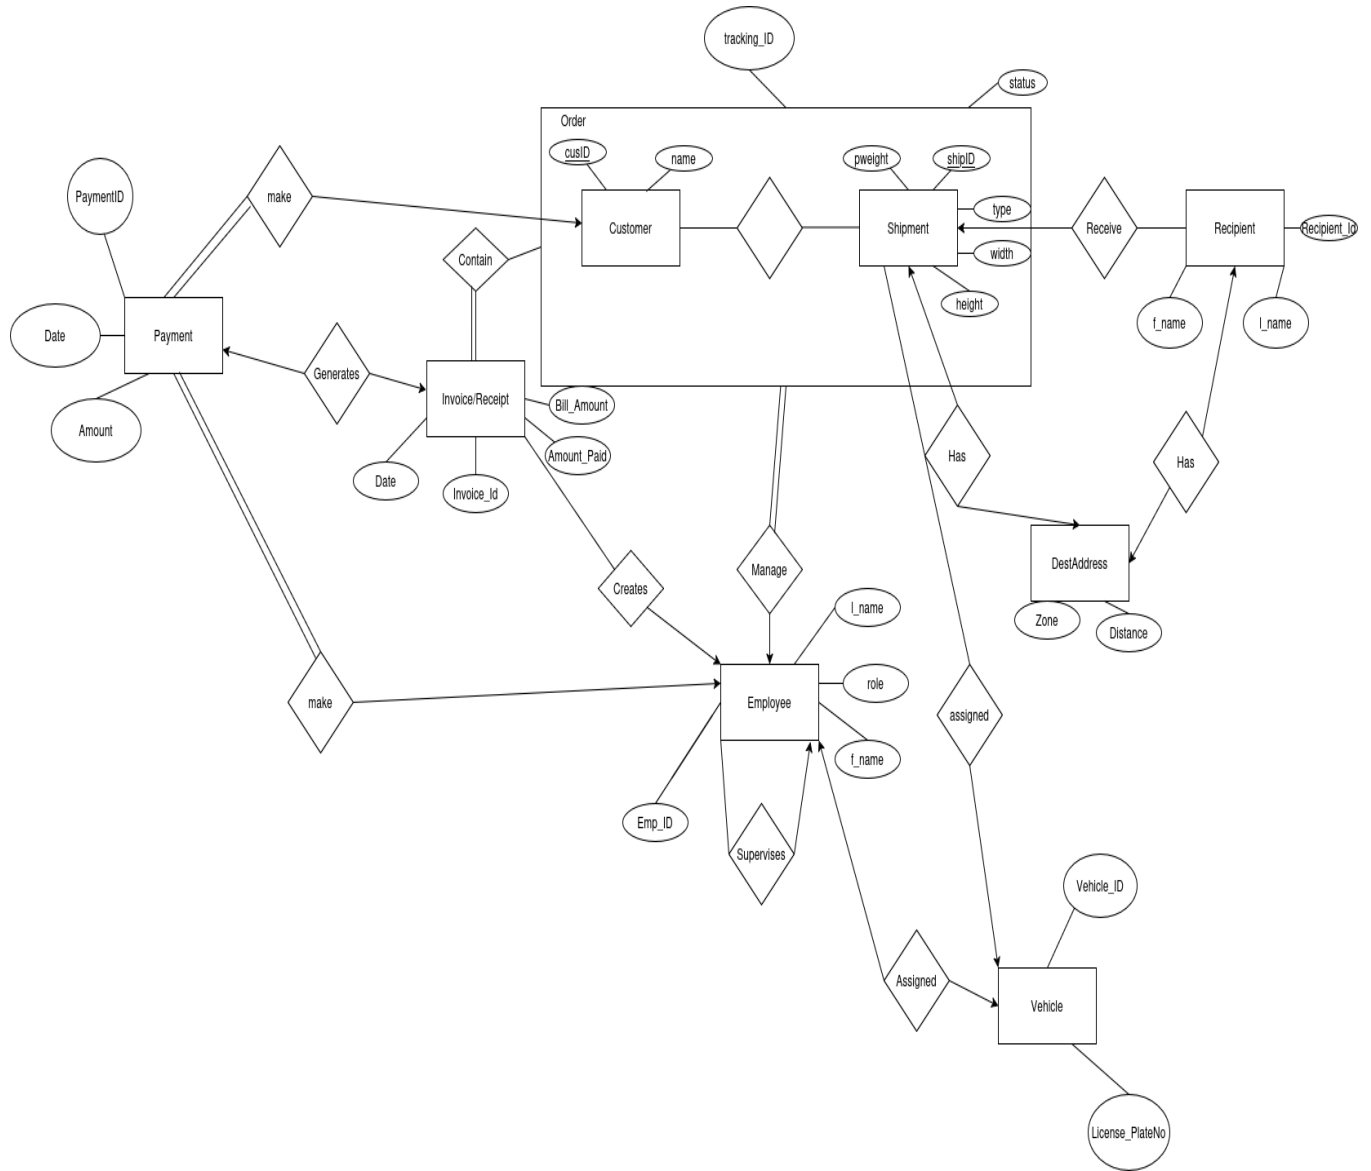 tracking_ID
status
Order
cusID
name
pweight
shipID
make
PaymentID
Customer
Shipment
type
Receive
Recipient
Recipient_Id
Contain
width
height
f_name
l_name
Date
Payment
Generates
Invoice/Receipt
Bill_Amount
Amount
Amount_Paid
Date
Invoice_Id
Has
Has
DestAddress
Manage
Creates
l_name
Zone
Distance
role
make
Employee
assigned
f_name
Emp_ID
Supervises
Vehicle_ID
Assigned
Vehicle
License_PlateNo